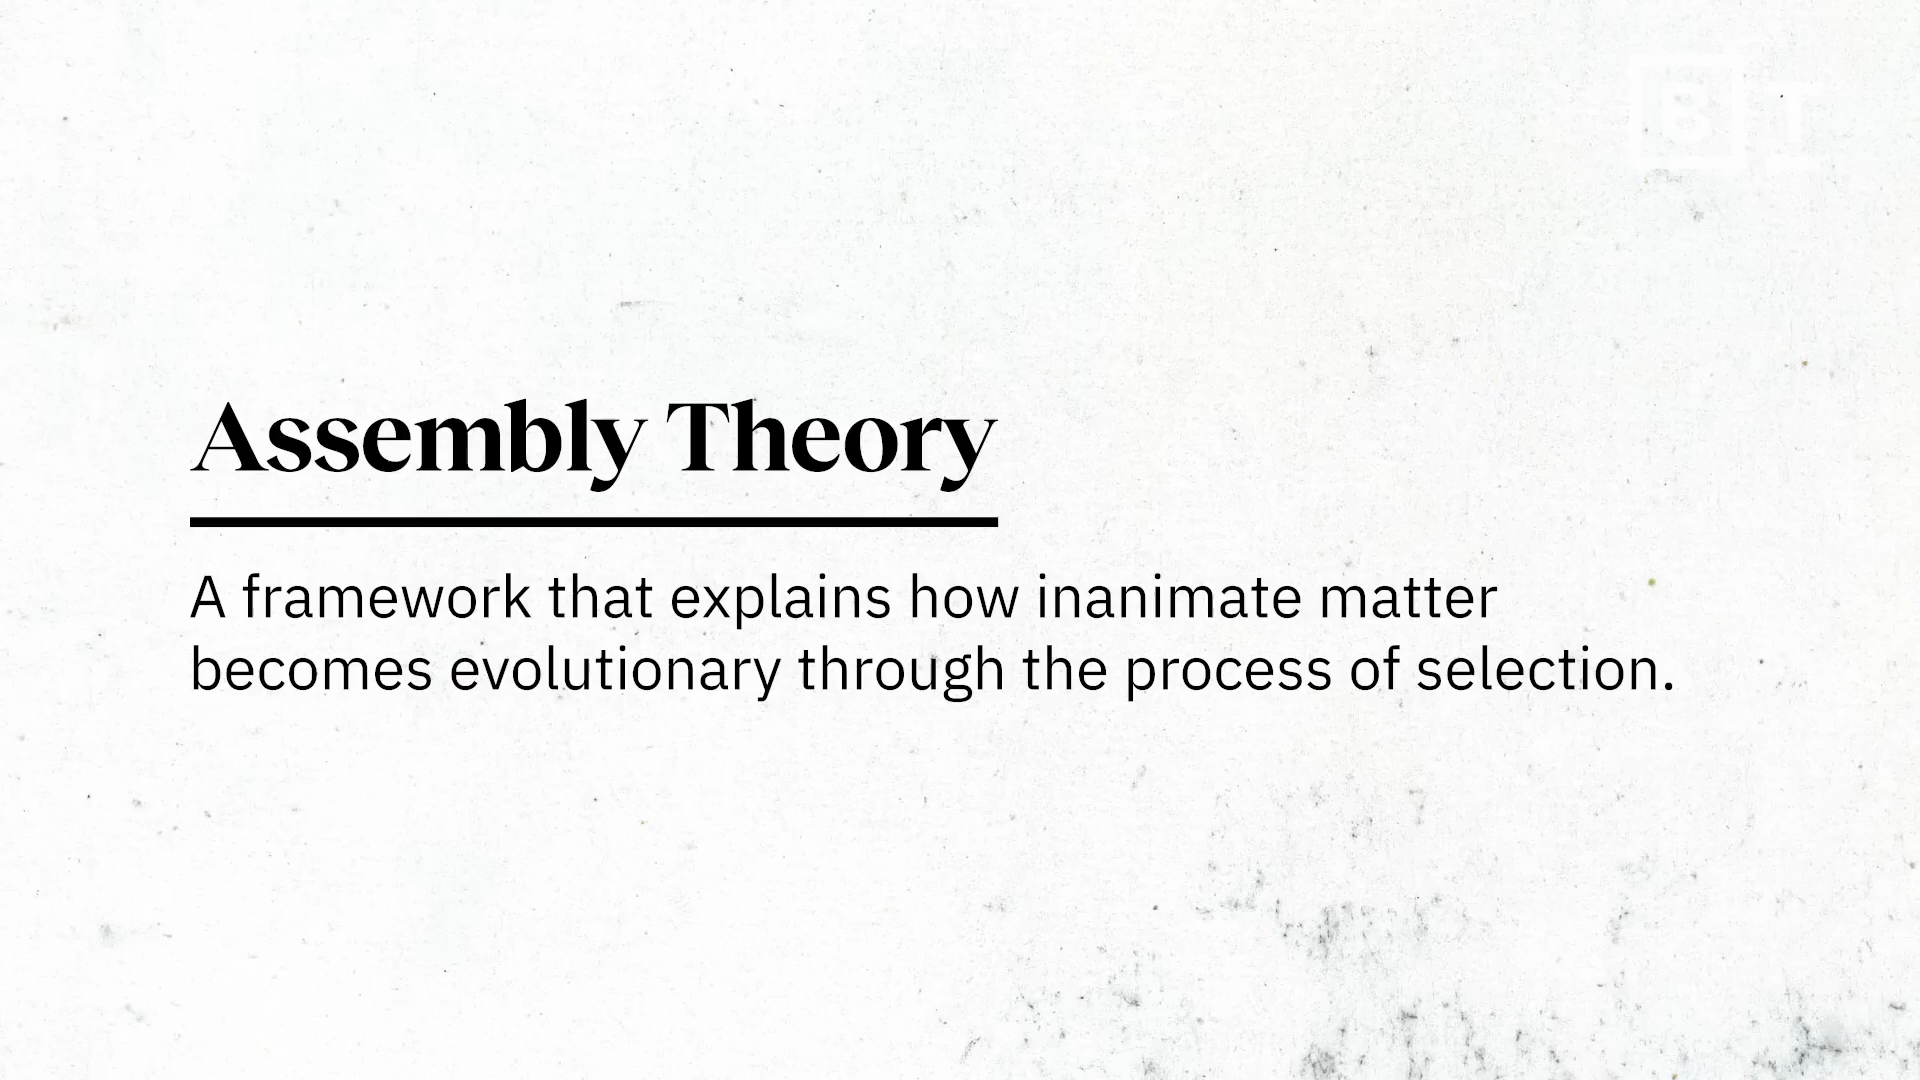 B T
Assembly Theory
A framework that explains how inanimate matter
becomes evolutionary through the process of selection.